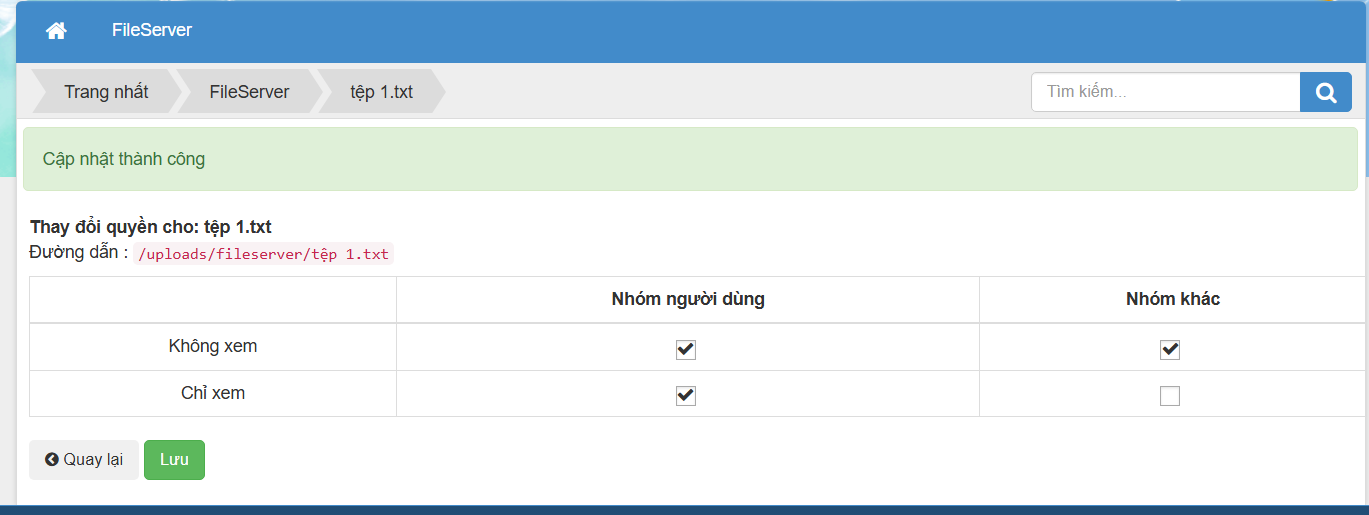 FileServer
Trang nhất FileServer tệp 1.txt Tìm kiếm...
Cập nhật thành công
Thay đổi quyền cho: tệp 1.txt
Đường dẫn : /uploads/fileserver/tệp 1.txt
Nhóm người dùng Nhóm khác
Không xem
Chỉ xem
Quay lại Lưu